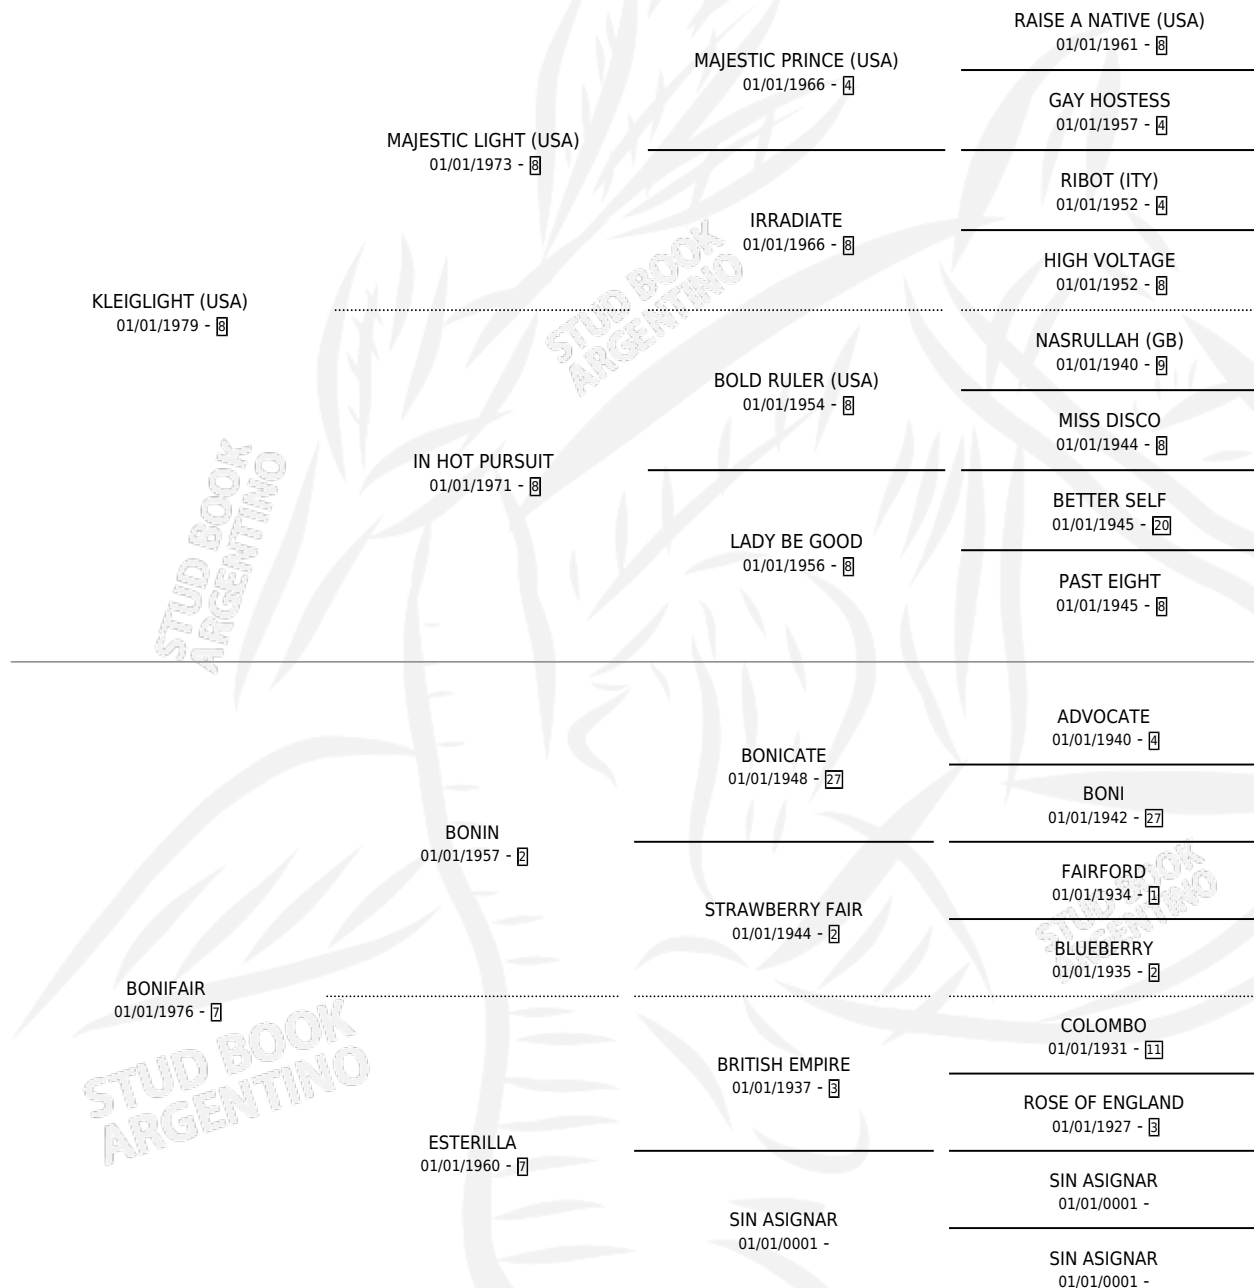 RAISE A NATIVE (USA)
01/01/1961 - 8
MAJESTIC PRINCE (USA)
01/01/1966 - 4
GAY HOSTESS
01/01/1957 - 4
MAJESTIC LIGHT (USA)
01/01/1973 - 8
RIBOT (ITY)
01/01/1952 - 4
IRRADIATE
01/01/1966 - 8
HIGH VOLTAGE
01/01/1952 - 8
KLEIGLIGHT (USA)
01/01/1979 - 8
NASRULLAH (GB)
01/01/1940 - 9
BOLD RULER (USA)
01/01/1954 - 8
MISS DISCO
01/01/1944 - 8
IN HOT PURSUIT
01/01/1971 - 8
BETTER SELF
01/01/1945 - 20
LADY BE GOOD
01/01/1956 - 8
PAST EIGHT
01/01/1945 - 8
ADVOCATE
01/01/1940 - 4
BONICATE
01/01/1948 - 27
BONI
01/01/1942 - 27
BONIN
01/01/1957 - 2
FAIRFORD
01/01/1934 - 1
STRAWBERRY FAIR
01/01/1944 - 2
BLUEBERRY
01/01/1935 - 2
BONIFAIR
01/01/1976 - 7
COLOMBO
01/01/1931 - 11
BRITISH EMPIRE
01/01/1937 - 3
ROSE OF ENGLAND
01/01/1927 - 3
ESTERILLA
01/01/1960 - 7
SIN ASIGNAR
01/01/0001 -
SIN ASIGNAR
01/01/0001 -
SIN ASIGNAR
01/01/0001 -
STUD BOOK
ARGENTINO
STUD BOOK
ARGENTINO
STUD BOOK
ARGENTINO
STUD BOOK
ARGENTINO